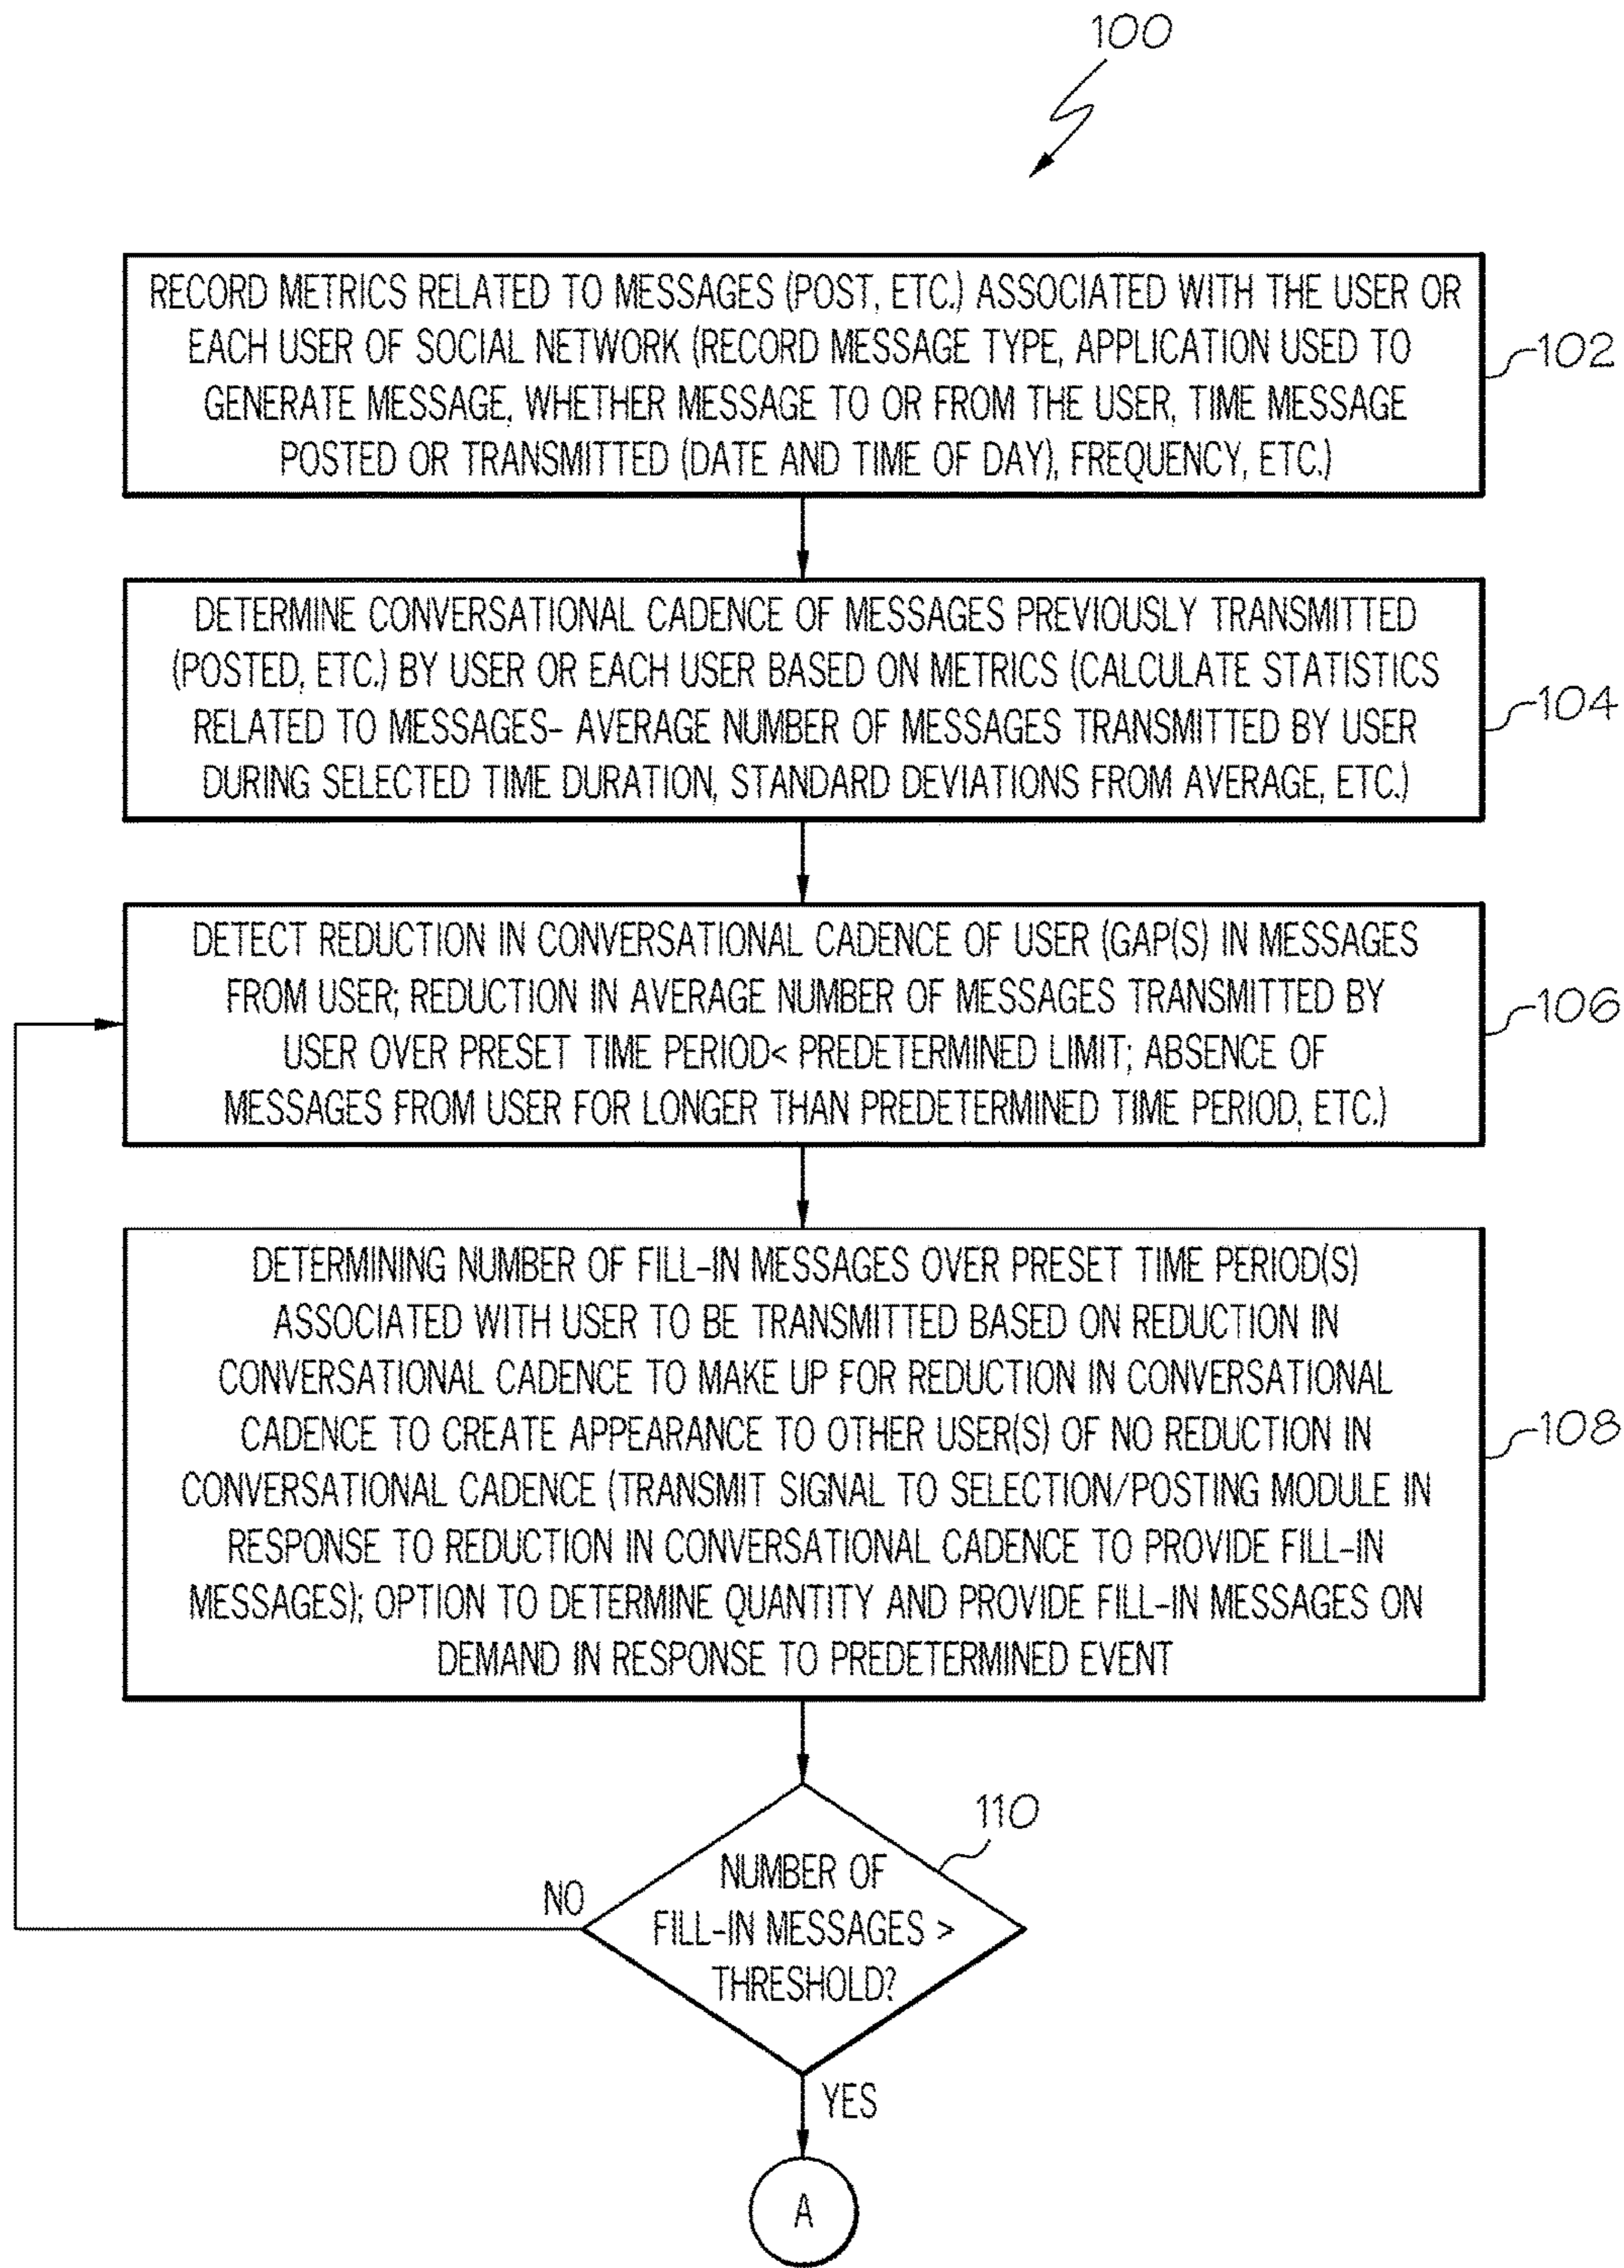 100
RECORD METRICS RELATED TO MESSAGES (POST, ETC.) ASSOCIATED WITH THE USER OR
EACH USER OF SOCIAL NETWORK (RECORD MESSAGE TYPE, APPLICATION USED TO
GENERATE MESSAGE, WHETHER MESSAGE TO OR FROM THE USER, TIME MESSAGE
POSTED OR TRANSMITTED (DATE AND TIME OF DAY), FREQUENCY, ETC.)
102
DETERMINE CONVERSATIONAL CADENCE OF MESSAGES PREVIOUSLY TRANSMITTED
(POSTED, ETC.) BY USER OR EACH USER BASED ON METRICS (CALCULATE STATISTICS
RELATED TO MESSAGES- AVERAGE NUMBER OF MESSAGES TRANSMITTED BY USER
DURING SELECTED TIME DURATION, STANDARD DEVIATIONS FROM AVERAGE, ETC.)
104
DETECT REDUCTION IN CONVERSATIONAL CADENCE OF USER (GAP(S) IN MESSAGES
FROM USER; REDUCTION IN AVERAGE NUMBER OF MESSAGES TRANSMITTED BY
USER OVER PRESET TIME PERIOD< PREDETERMINED LIMIT; ABSENCE OF
MESSAGES FROM USER FOR LONGER THAN PREDETERMINED TIME PERIOD, ETC.)
106
DETERMINING NUMBER OF FILL-IN MESSAGES OVER PRESET TIME PERIOD(S)
ASSOCIATED WITH USER TO BE TRANSMITTED BASED ON REDUCTION IN
CONVERSATIONAL CADENCE TO MAKE UP FOR REDUCTION IN CONVERSATIONAL
CADENCE TO CREATE APPEARANCE TO OTHER USER(S) OF NO REDUCTION IN
CONVERSATIONAL CADENCE (TRANSMIT SIGNAL TO SELECTION/POSTING MODULE IN
RESPONSE TO REDUCTION IN CONVERSATIONAL CADENCE TO PROVIDE FILL-IN
MESSAGES); OPTION TO DETERMINE QUANTITY AND PROVIDE FILL-IN MESSAGES ON
DEMAND IN RESPONSE TO PREDETERMINED EVENT
108
110
NUMBER OF
FILL-IN MESSAGES >
THRESHOLD?
NO
YES
A